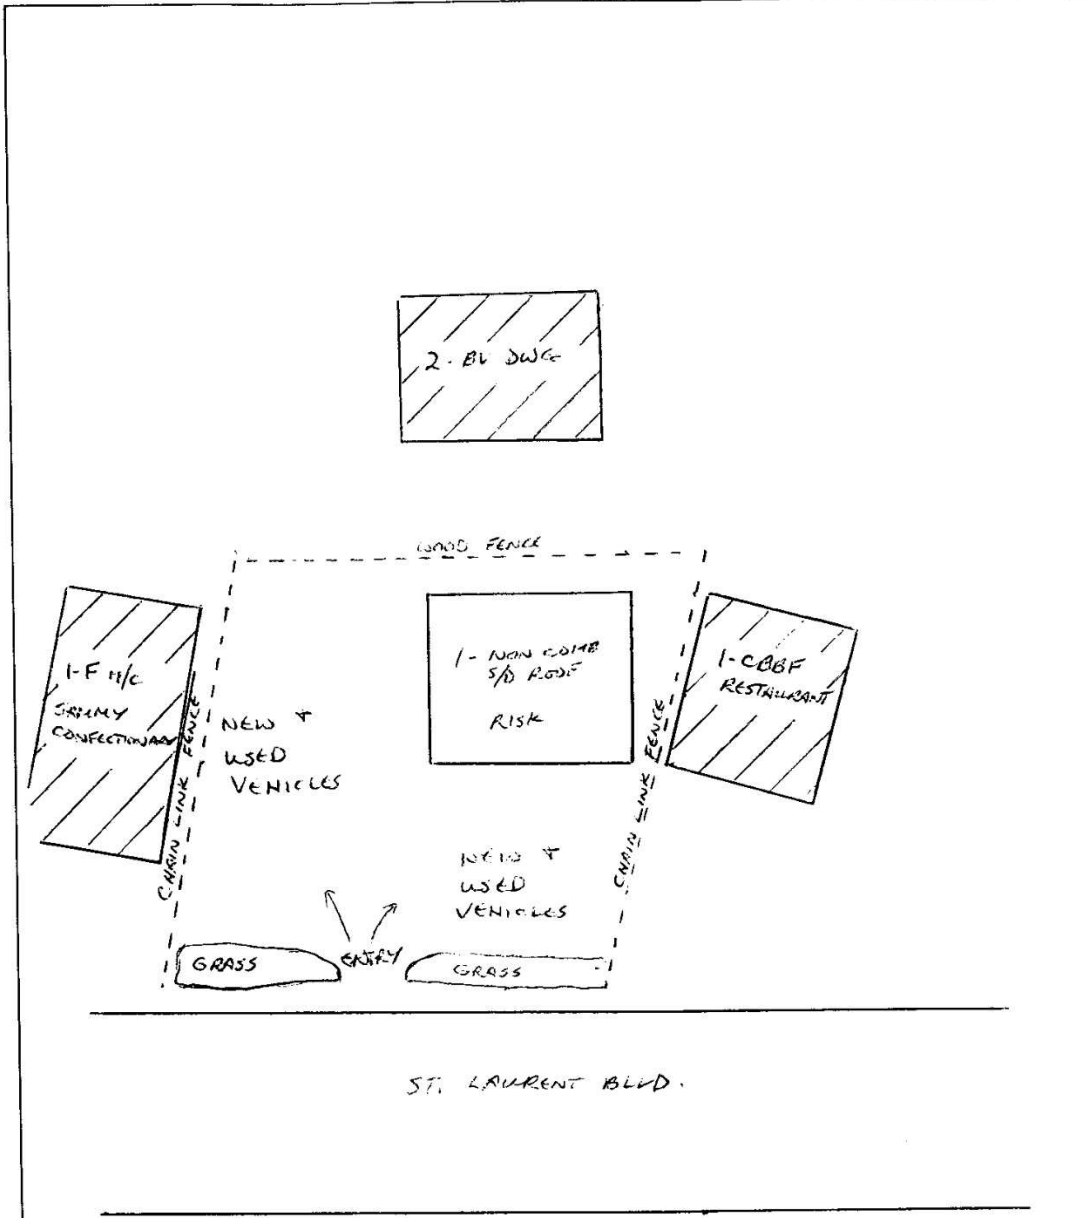 2 - BV DWG
WOOD FENCE
1-F M/C
CONFECTIONARY
CHAIN LINK FENCE
NEW +
USED
VEHICLES
1- NON COMB
S/D ROOF
RISK
1-CBBF
RESTAURANT
CHAIN LINK FENCE
NEW +
USED
VEHICLES
GRASS
ENTRY
GRASS
ST. LAURENT BLVD.